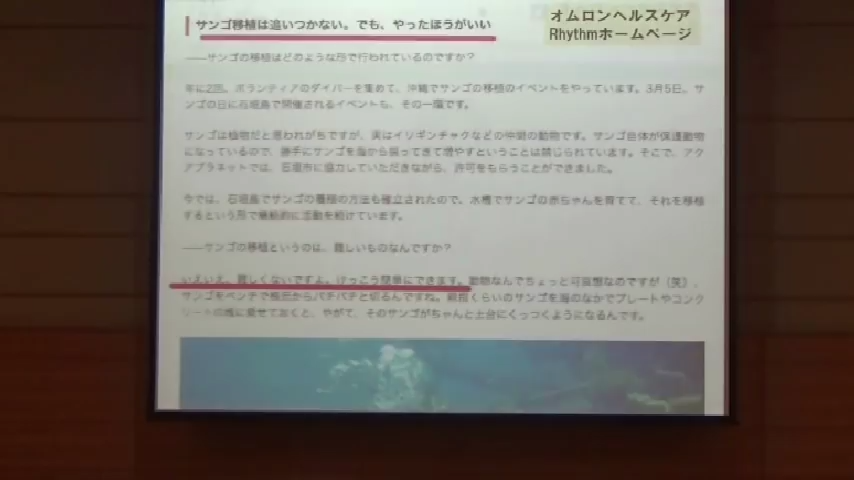 サンゴ移植は追いつかない。でも、やったほうがいい
オムロンヘルスケア
Rhythmホームページ
――サンゴの移植はどのような形で行われているのですか？
年に2回、ボランティアのダイバーを集めて、沖縄でサンゴの移植のイベントをやっています。3月5日、サ
ンゴの日に石垣島で開催されるイベントも、その一環です。
サンゴは植物だと思われがちですが、実はイソギンチャクなどの仲間の動物です。サンゴ自体が保護動物
になっているので、勝手にサンゴを海から採ってきて増やすということは禁じられています。そこで、アク
アプラネットでは、石垣市に協力していただきながら、許可をもらうことができました。
今では、石垣島でサンゴの養殖の方法も確立されたので、水槽でサンゴの赤ちゃんを育てて、それを移植
するという形で継続的に活動を続けています。
――サンゴの移植というのは、難しいものなんですか？
いえいえ、難しくないですよ。けっこう簡単にできます。動物なんでちょっと可哀想なのですが（笑）、
サンゴをペンチで根元からパチパチと切るんですね。親指くらいのサンゴを海のなかでプレートやコンク
リートの塊に乗せておくと、やがて、そのサンゴがちゃんと土台にくっつくようになるんです。